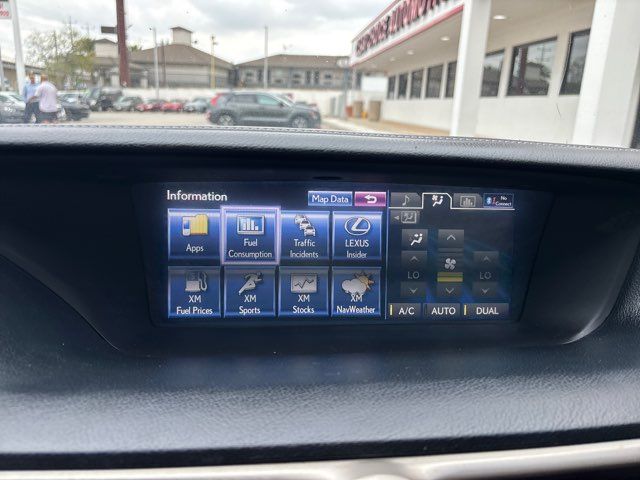 Information
Map Data
No Connect
Apps
Fuel Consumption
Traffic Incidents
LEXUS Insider
LO
LO
XM Fuel Prices
XM Sports
XM Stocks
XM NavWeather
A/C
AUTO
DUAL